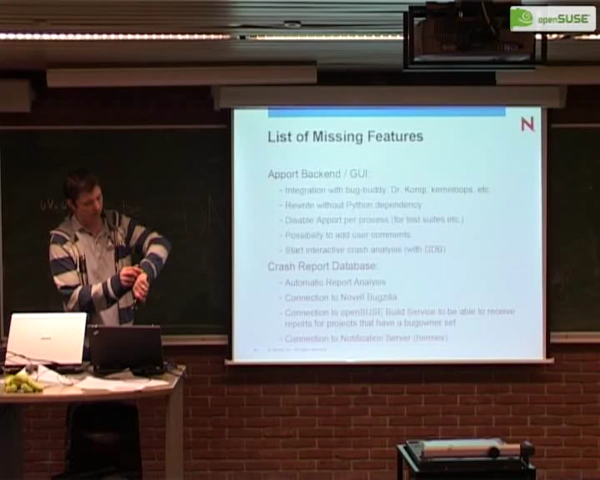 openSUSE
List of Missing Features
N
Apport Backend / GUI:
- Integration with bug-buddy, Dr. Konqi, kerneloops, etc.
- Rewrite without Python dependency
- Disable Apport per process (for test suites etc.)
- Possibility to add user comments
- Start interactive crash analysis (with GDB)
Crash Report Database:
- Automatic Report Analysis
- Connection to Novell Bugzilla
- Connection to openSUSE Build Service to be able to receive
reports for projects that have a bugowner set
- Connection to Notification Server (hermes)